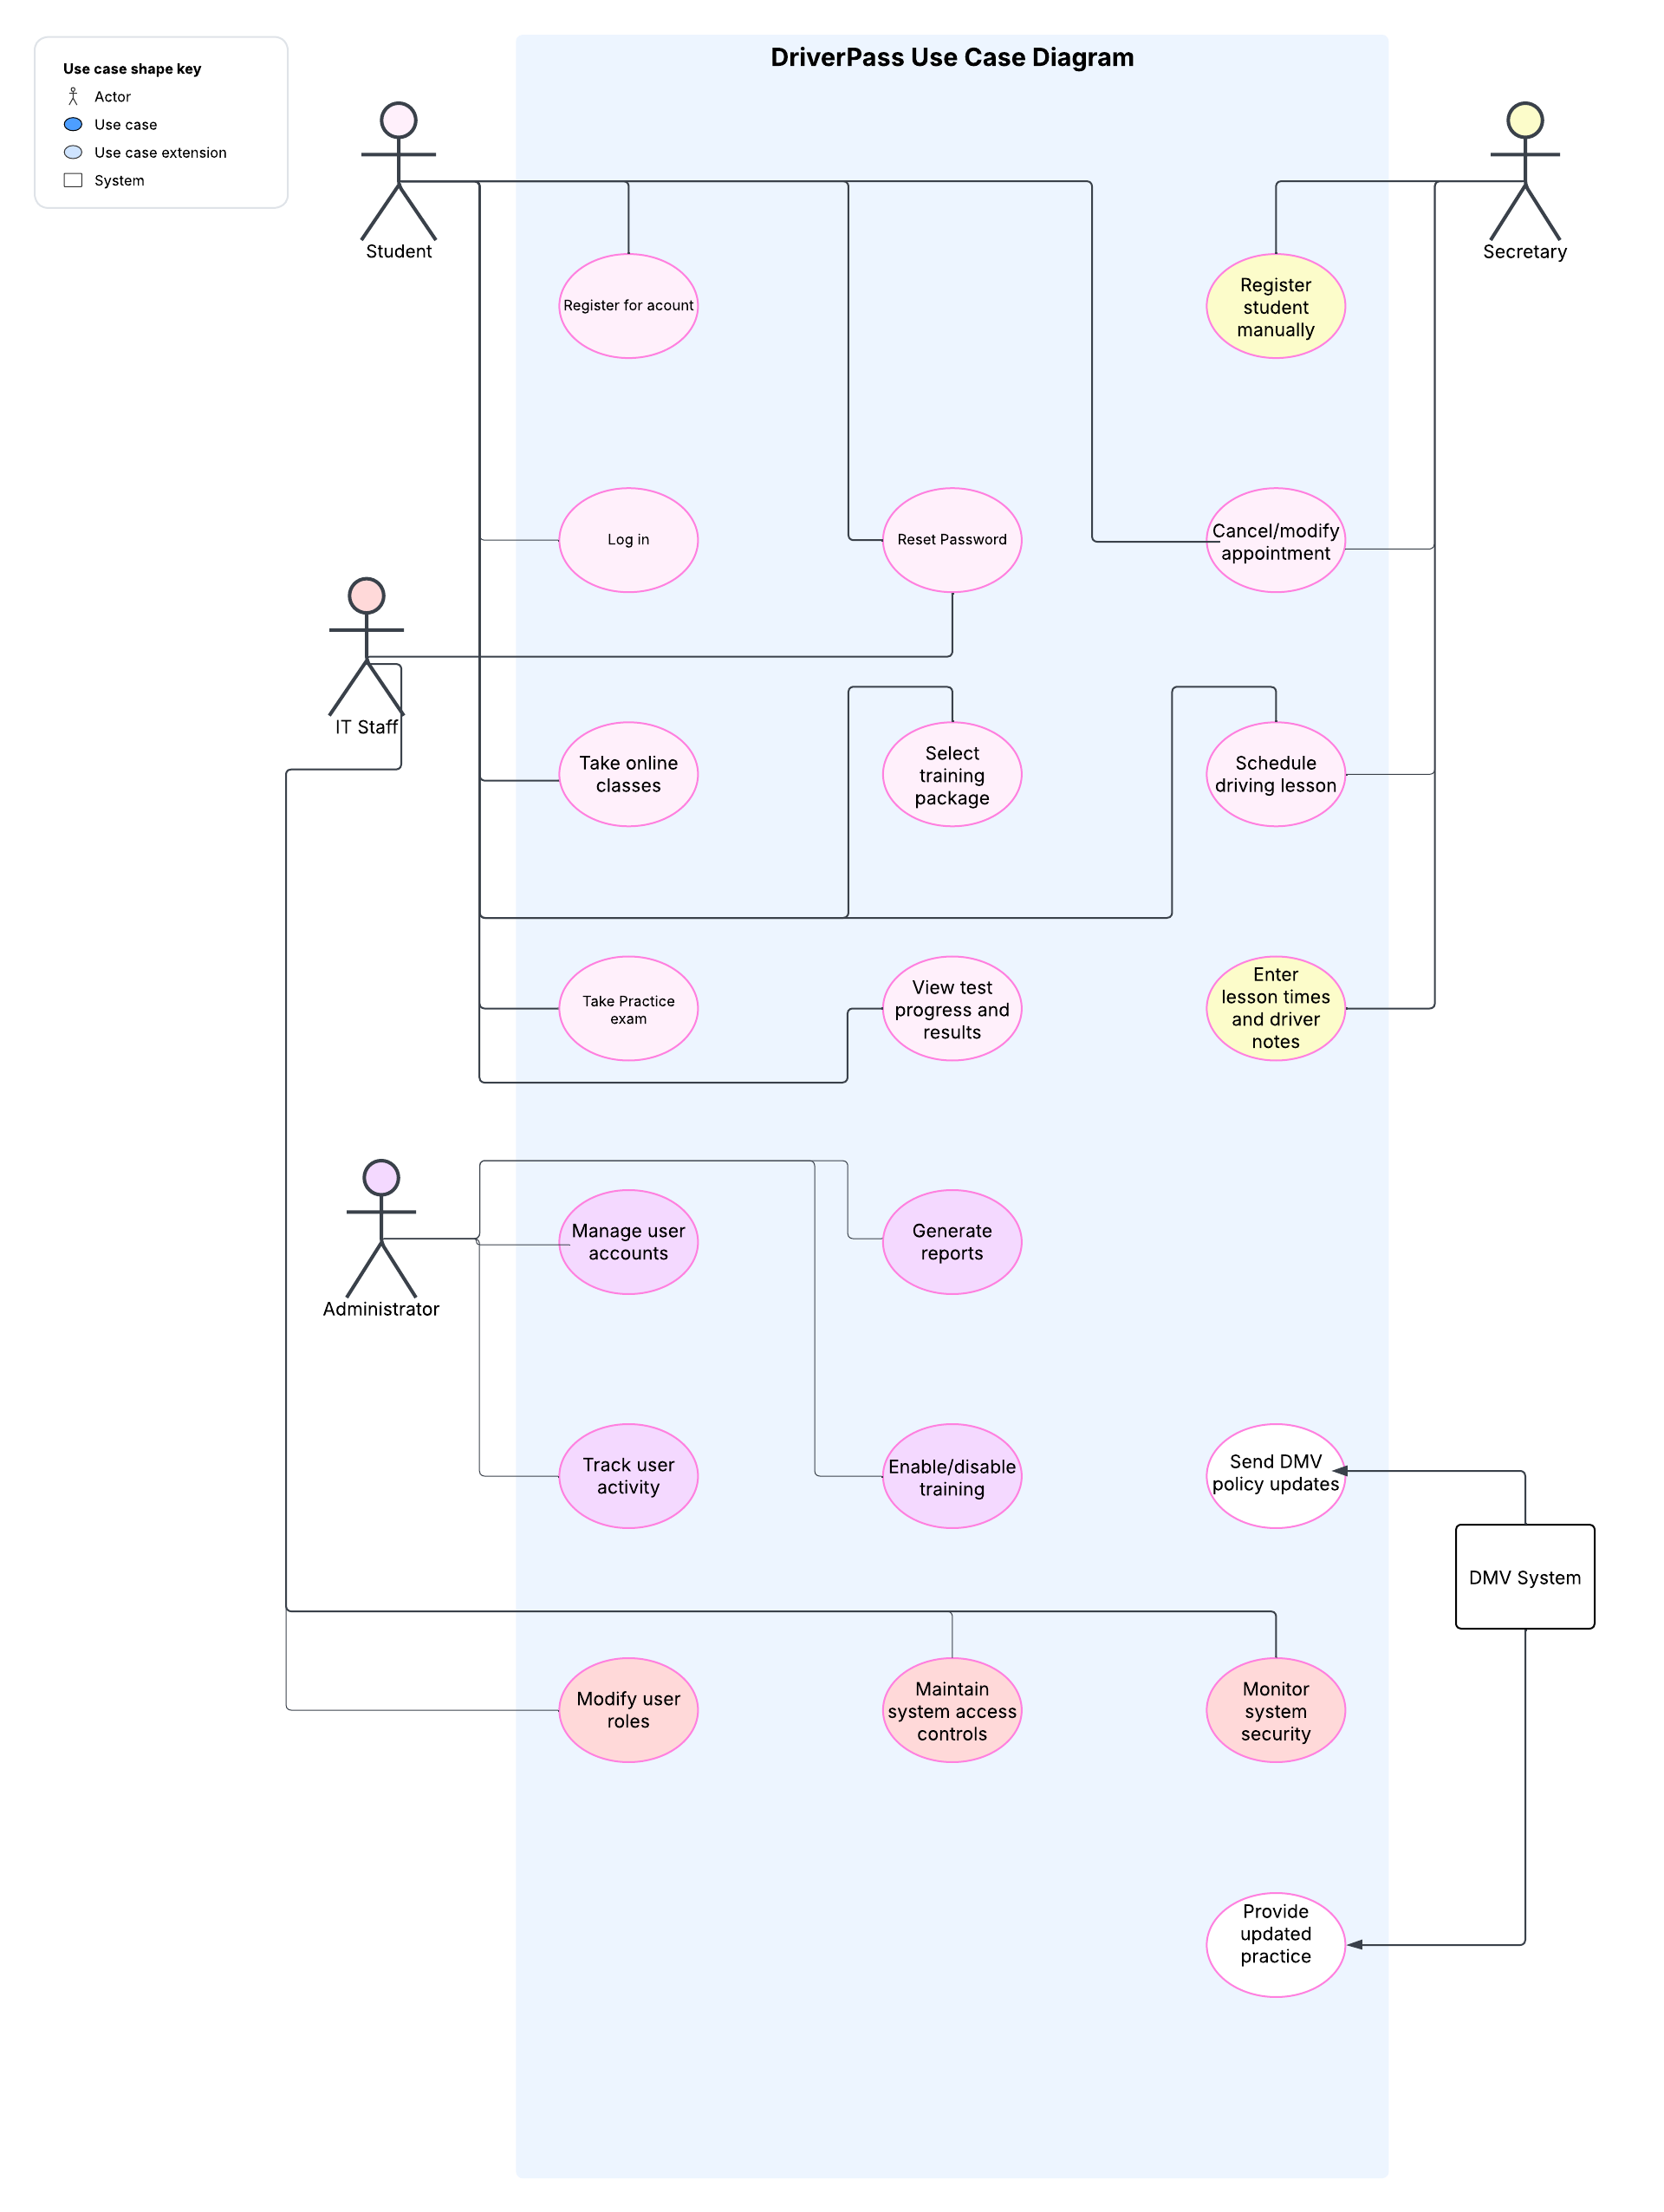 DriverPass Use Case Diagram
Use case shape key
Actor
Use case
Use case extension
System
Student
Secretary
Register for acount
Register
student
manually
Log in
Reset Password
Cancel/modify
appointment
IT Staff
Take online
classes
Select
training
package
Schedule
driving lesson
Take Practice
exam
View test
progress and
results
Enter
lesson times
and driver
notes
Administrator
Manage user
accounts
Generate
reports
Track user
activity
Enable/disable
training
Send DMV
policy updates
DMV System
Modify user
roles
Maintain
system access
controls
Monitor
system
security
Provide
updated
practice